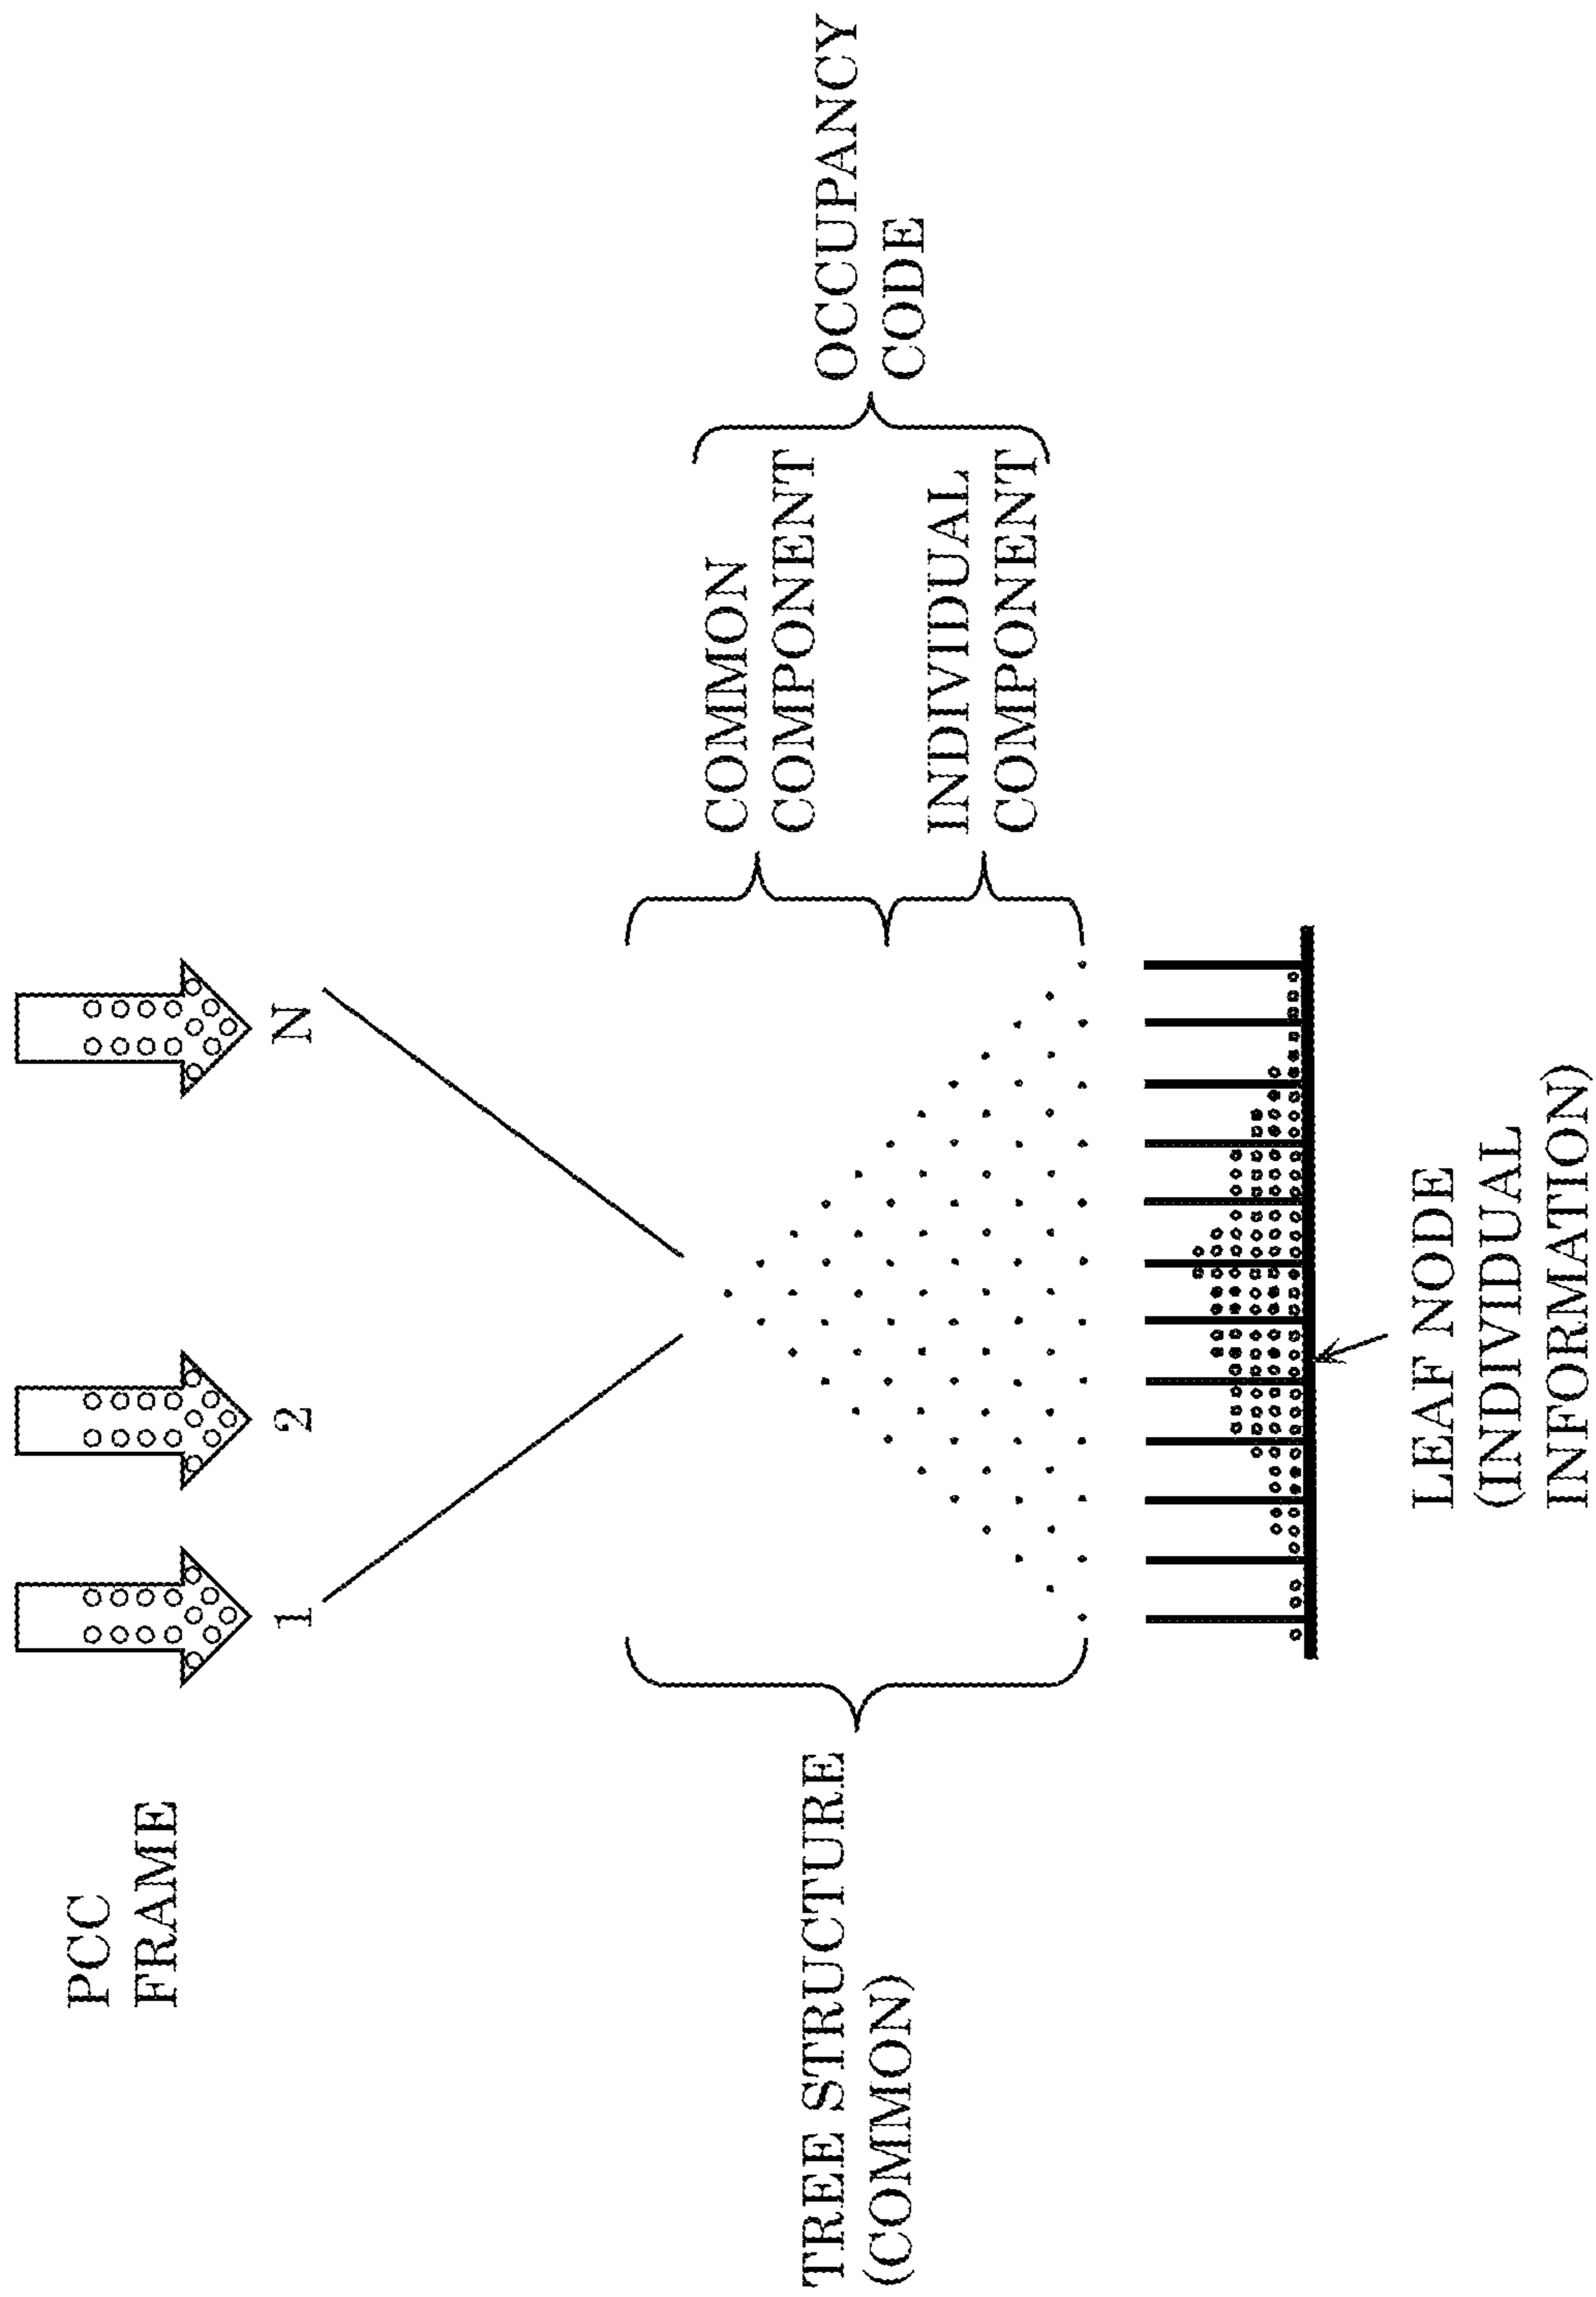 PCC
FRAME
1
2
N
TREE STRUCTURE
(COMMON)
COMMON
COMPONENT
INDIVIDUAL
COMPONENT
OCCUPANCY
CODE
LEAF NODE
(INDIVIDUAL
INFORMATION)